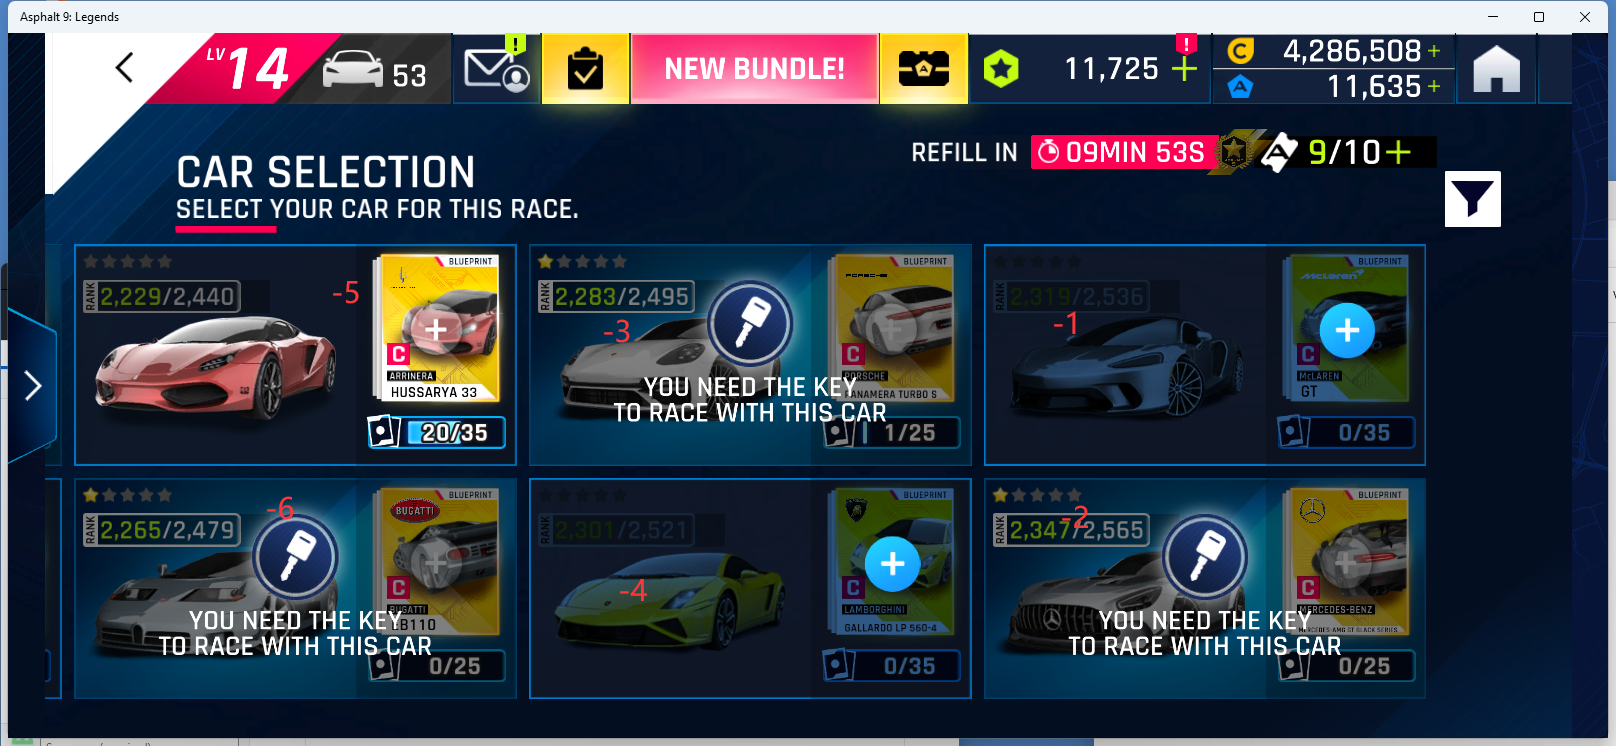 Asphalt 9: Legends
LV 14
53
!
NEW BUNDLE!
11,725
!
4,286,508
11,635
CAR SELECTION
SELECT YOUR CAR FOR THIS RACE.
REFILL IN
09MIN 53S
9/10
RANK
2,229/2,440
-5
BLUEPRINT
C
ARRINERA
HUSSARYA 33
20/35
RANK
2,283/2,495
-3
BLUEPRINT
PORSCHE
C
PORSCHE
PANAMERA TURBO S
YOU NEED THE KEY
TO RACE WITH THIS CAR
1/25
RANK
2,319/2,536
-1
BLUEPRINT
McLaren
C
McLAREN
GT
0/35
RANK
2,265/2,479
-6
BLUEPRINT
BUGATTI
C
BUGATTI
EB110
YOU NEED THE KEY
TO RACE WITH THIS CAR
0/25
RANK
2,301/2,521
-4
BLUEPRINT
C
LAMBORGHINI
GALLARDO LP 560-4
0/35
RANK
2,347/2,565
-2
BLUEPRINT
C
MERCEDES-BENZ
MERCEDES-AMG GT BLACK SERIES
YOU NEED THE KEY
TO RACE WITH THIS CAR
0/25